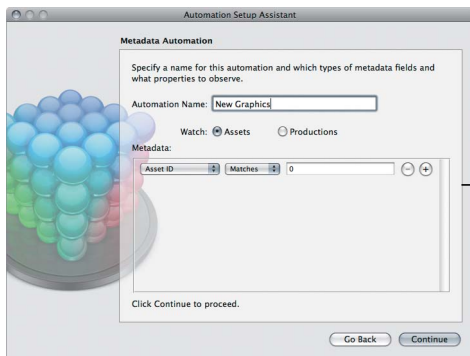 Automation Setup Assistant
Metadata Automation
Specify a name for this automation and which types of metadata fields and
what properties to observe.
Automation Name: New Graphics
Watch: Assets Productions
Metadata:
Asset ID Matches 0
Click Continue to proceed.
Go Back Continue